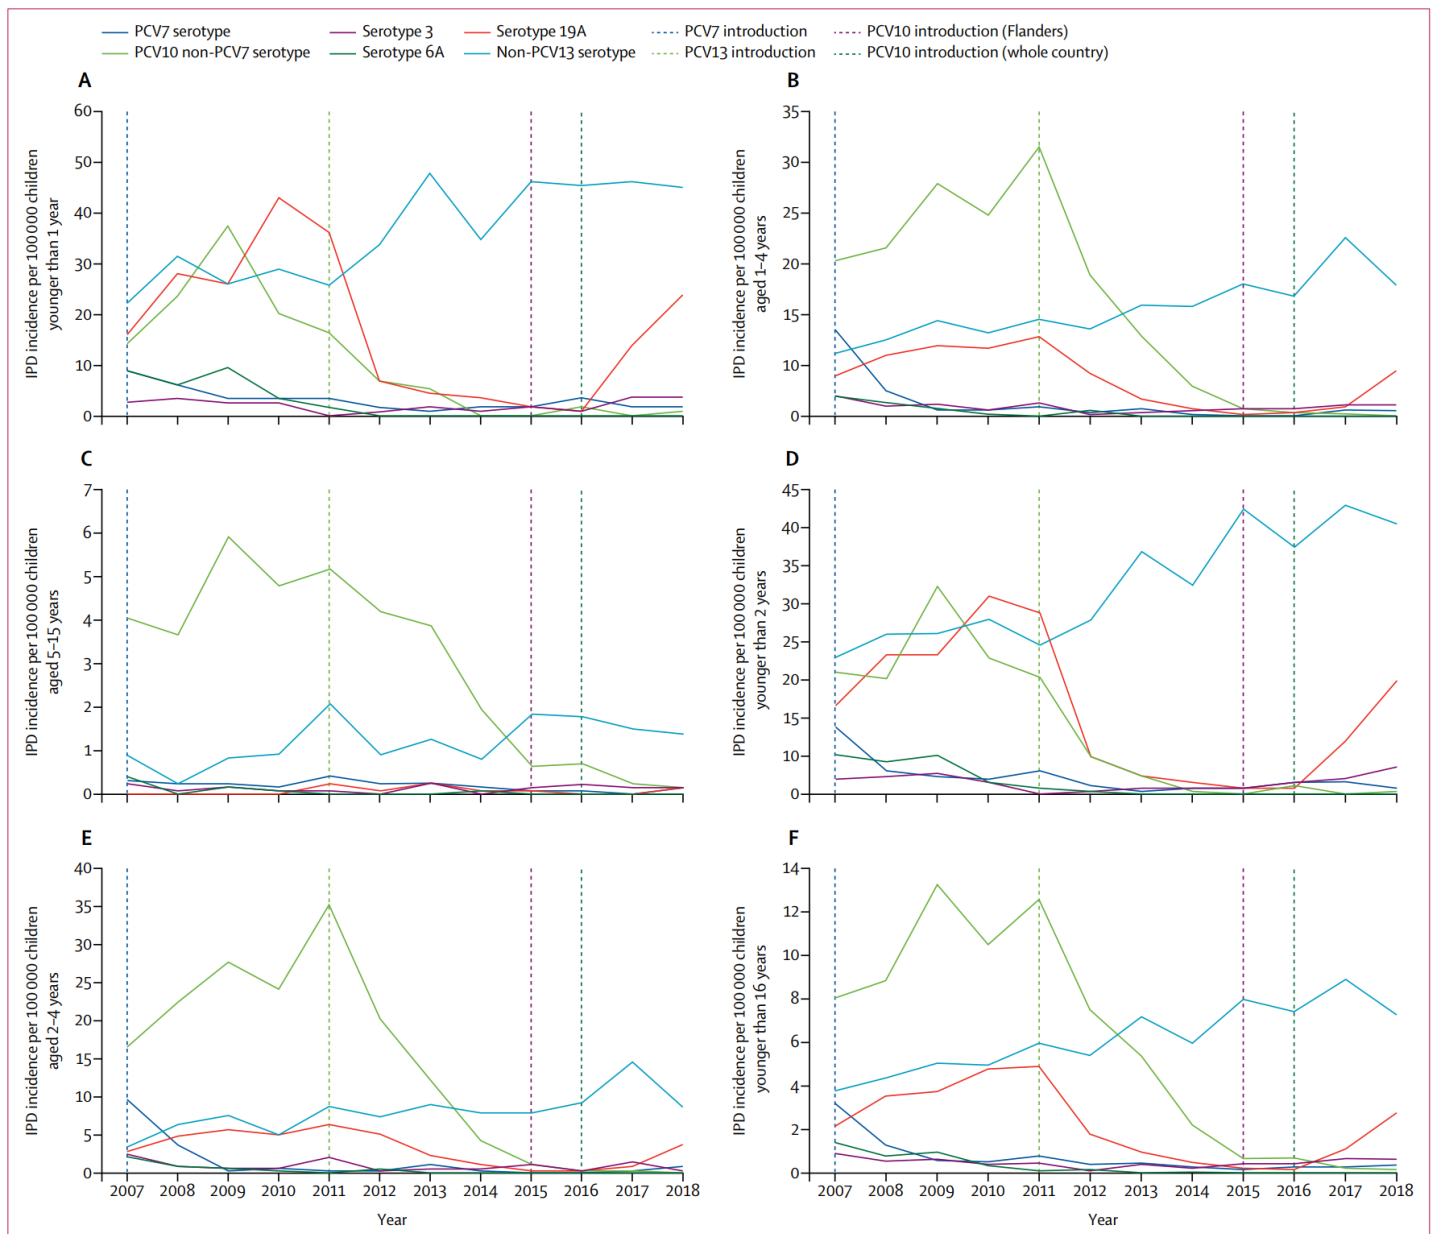 PCV7 serotype
PCV10 non-PCV7 serotype
Serotype 3
Serotype 6A
Serotype 19A
Non-PCV13 serotype
PCV7 introduction
PCV13 introduction
PCV10 introduction (Flanders)
PCV10 introduction (whole country)
A
IPD incidence per 100 000 children
younger than 1 year
60
50
40
30
20
10
0
B
IPD incidence per 100 000 children
aged 1–4 years
35
30
25
20
15
10
0
C
IPD incidence per 100 000 children
aged 5–15 years
7
6
5
4
3
2
1
0
D
IPD incidence per 100 000 children
younger than 2 years
45
40
35
30
25
20
15
10
0
E
IPD incidence per 100 000 children
aged 2–4 years
40
35
30
25
20
15
10
5
0
2007 2008 2009 2010 2011 2012 2013 2014 2015 2016 2017 2018
Year
F
IPD incidence per 100 000 children
younger than 16 years
14
12
10
8
6
4
2
0
2007 2008 2009 2010 2011 2012 2013 2014 2015 2016 2017 2018
Year